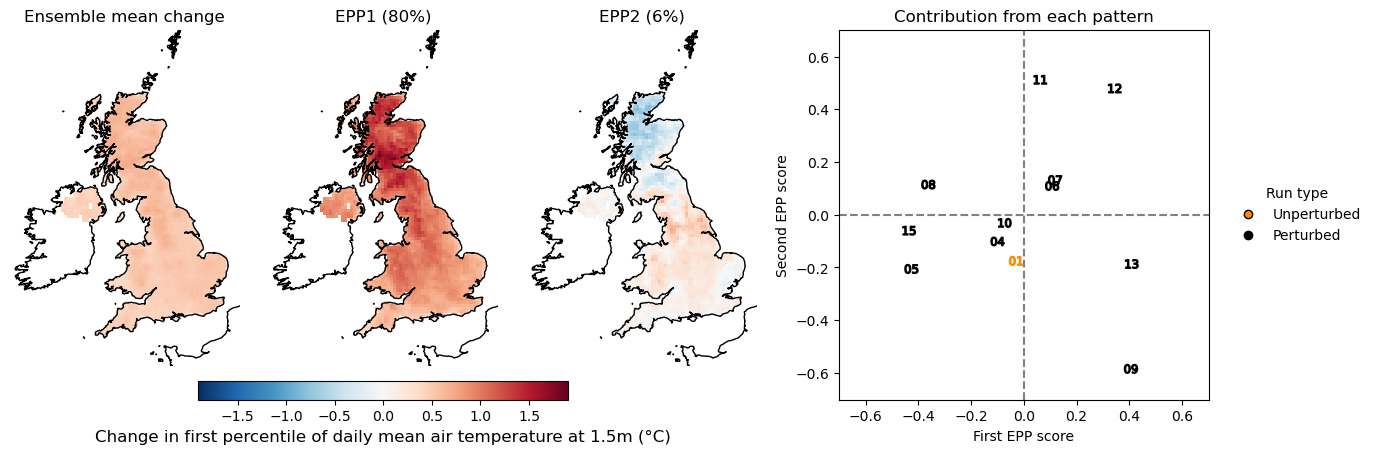 Ensemble mean change
EPP1 (80%)
EPP2 (6%)
Contribution from each pattern
−1.5 −1.0 −0.5 0.0 0.5 1.0 1.5
Change in first percentile of daily mean air temperature at 1.5m (°C)
Second EPP score
0.6
0.4
0.2
0.0
−0.2
−0.4
−0.6
11
12
08
07
06
10
15
04
01
13
05
09
−0.6 −0.4 −0.2 0.0 0.2 0.4 0.6
First EPP score
Run type
Unperturbed
Perturbed